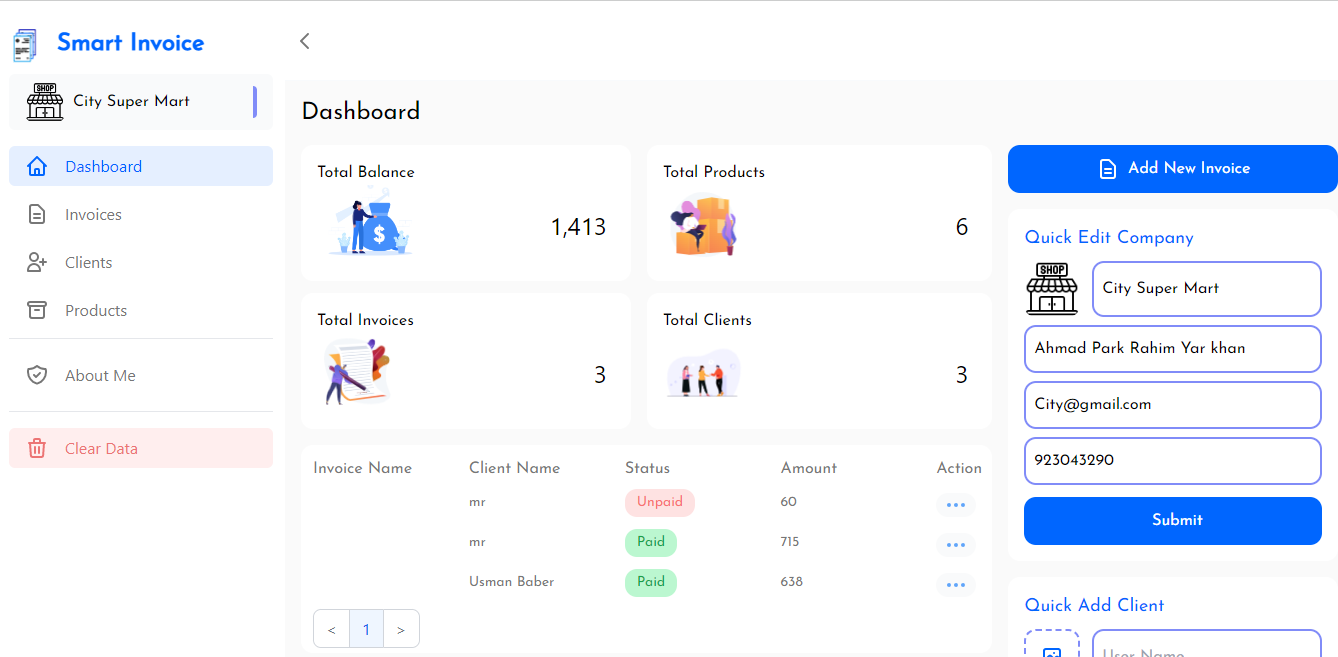 Smart Invoice
SHOP
City Super Mart
Dashboard
Invoices
Clients
Products
About Me
Clear Data
Dashboard
Total Balance
$
1,413
Total Products
6
Total Invoices
3
Total Clients
3
Invoice Name Client Name Status Amount Action
mr Unpaid 60
mr Paid 715
Usman Baber Paid 638
< 1 >
Add New Invoice
Quick Edit Company
SHOP
City Super Mart
Ahmad Park Rahim Yar khan
City@gmail.com
923043290
Submit
Quick Add Client
User Name